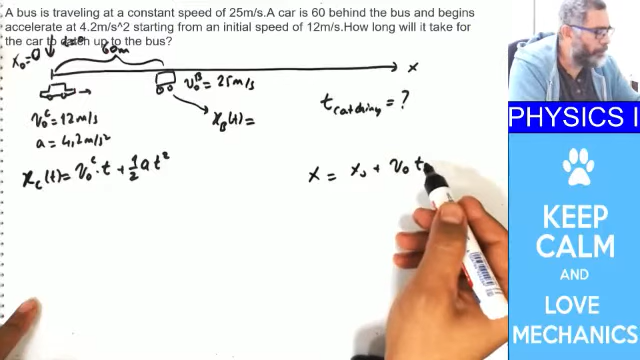 A bus is traveling at a constant speed of 25m/s.A car is 60 behind the bus and begins
accelerate at 4.2m/s^2 starting from an initial speed of 12m/s.How long will it take for
the car to catch up to the bus?
60m
x₀=0
x
v₀ᴮ = 25m/s
t catching = ?
v₀ᶜ = 12m/s
x_B(t) =
a = 4,2m/s²
x_C(t) = v₀ᶜ·t + 1/2 a t²
x = x₀ + v₀ t
PHYSICS I
KEEP
CALM
AND
LOVE
MECHANICS